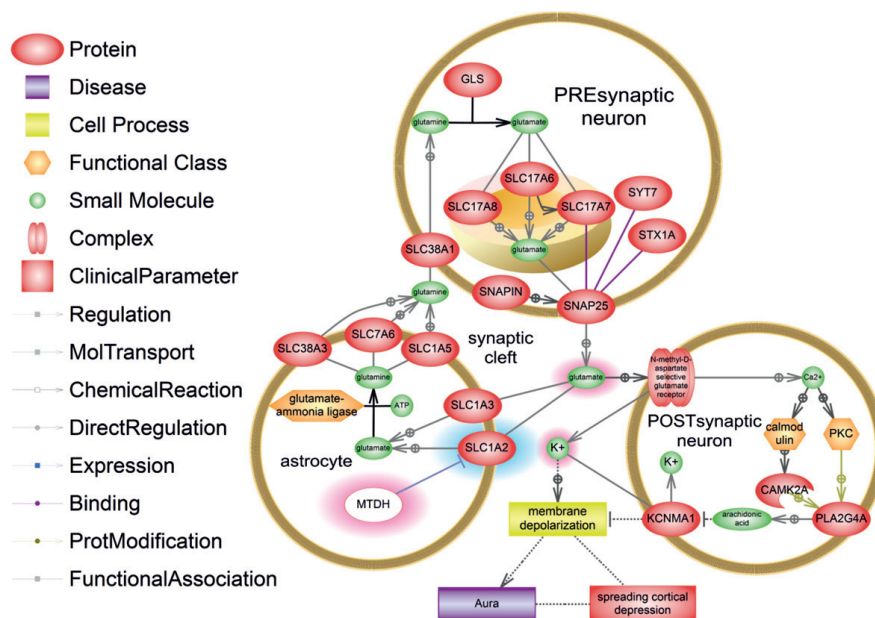 Protein
Disease
Cell Process
Functional Class
Small Molecule
Complex
ClinicalParameter
Regulation
MolTransport
ChemicalReaction
DirectRegulation
Expression
Binding
ProtModification
FunctionalAssociation
GLS
PREsynaptic
neuron
glutamine
glutamate
SLC17A6
SLC17A8
SLC17A7
SYT7
STX1A
glutamate
SLC38A1
SNAPIN
SNAP25
glutamine
synaptic
cleft
SLC38A3
SLC7A6
SLC1A5
glutamine
glutamate-
ammonia ligase
ATP
SLC1A3
astrocyte
glutamate
SLC1A2
MTDH
glutamate
N-methyl-D-
aspartate
selective
glutamate
receptor
Ca2+
POSTsynaptic
neuron
calmod
ulin
PKC
K+
K+
CAMK2A
membrane
depolarization
KCNMA1
arachidonic
acid
PLA2G4A
Aura
spreading cortical
depression